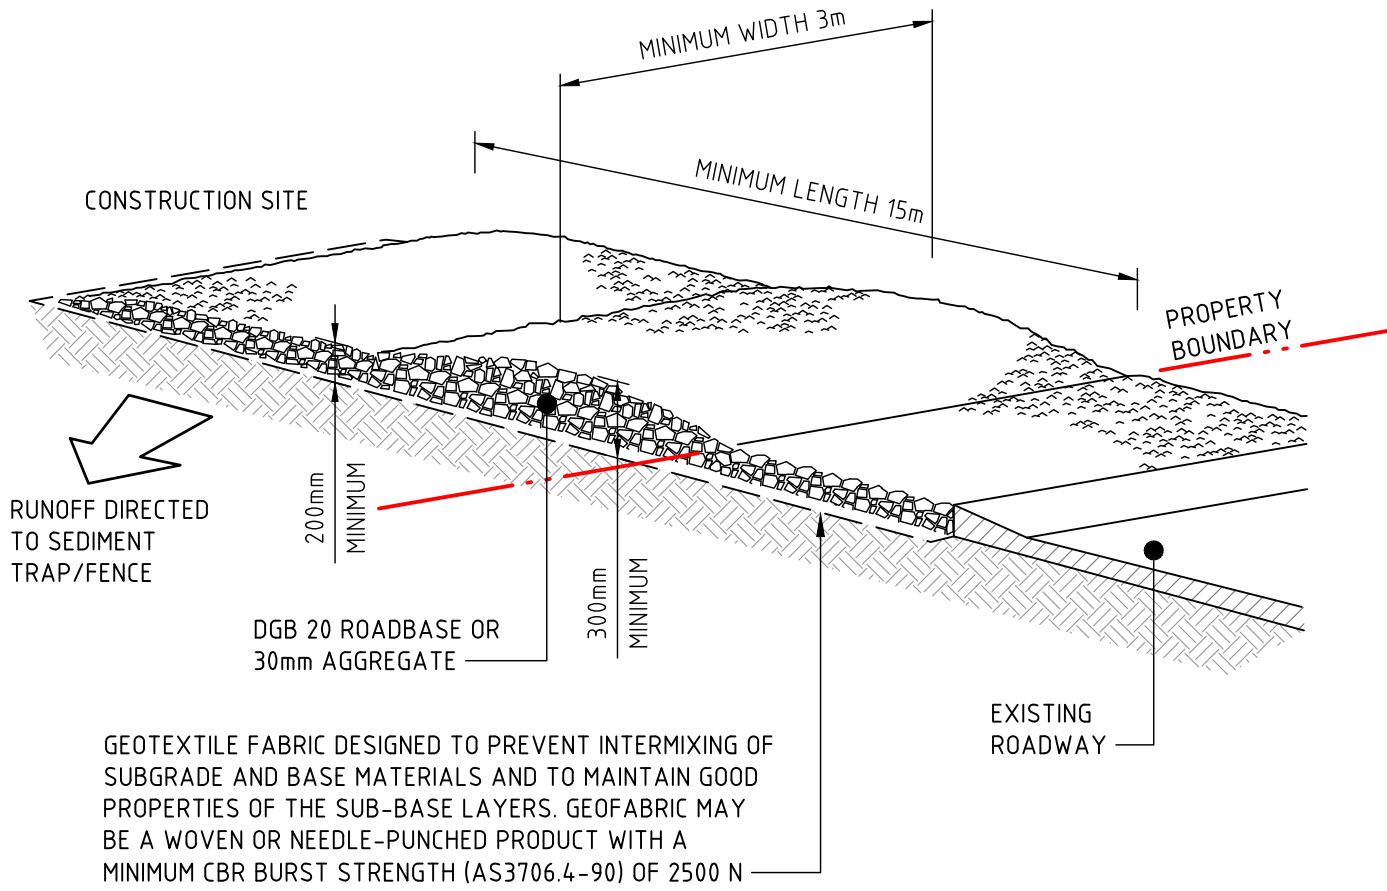 MINIMUM WIDTH 3m
MINIMUM LENGTH 15m
CONSTRUCTION SITE
PROPERTY
BOUNDARY
RUNOFF DIRECTED
TO SEDIMENT
TRAP/FENCE
200mm
MINIMUM
300mm
MINIMUM
DGB 20 ROADBASE OR
30mm AGGREGATE
EXISTING
ROADWAY
GEOTEXTILE FABRIC DESIGNED TO PREVENT INTERMIXING OF
SUBGRADE AND BASE MATERIALS AND TO MAINTAIN GOOD
PROPERTIES OF THE SUB-BASE LAYERS. GEOFABRIC MAY
BE A WOVEN OR NEEDLE-PUNCHED PRODUCT WITH A
MINIMUM CBR BURST STRENGTH (AS3706.4-90) OF 2500 N